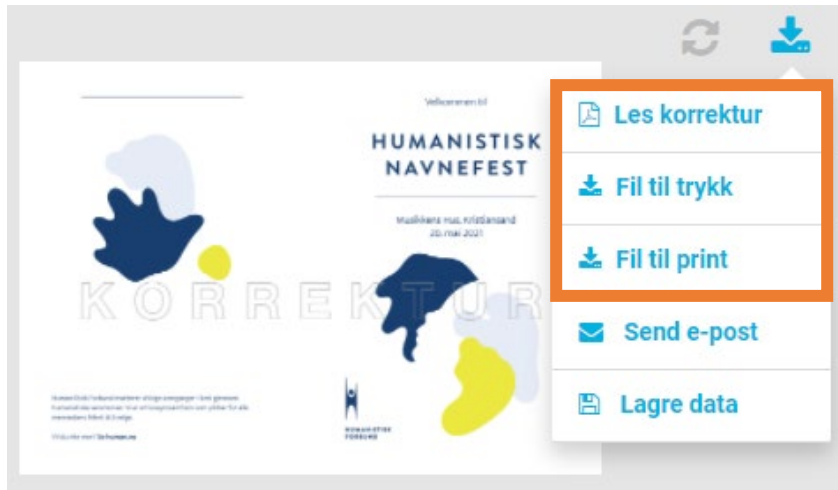 Velkommen til
HUMANISTISK
NAVNEFEST
Musikkens Hus, Kristiansand
20. mai 2021
KORREKTUR
HUMANISTISK
FORBUND
Les korrektur
Fil til trykk
Fil til print
Send e-post
Lagre data